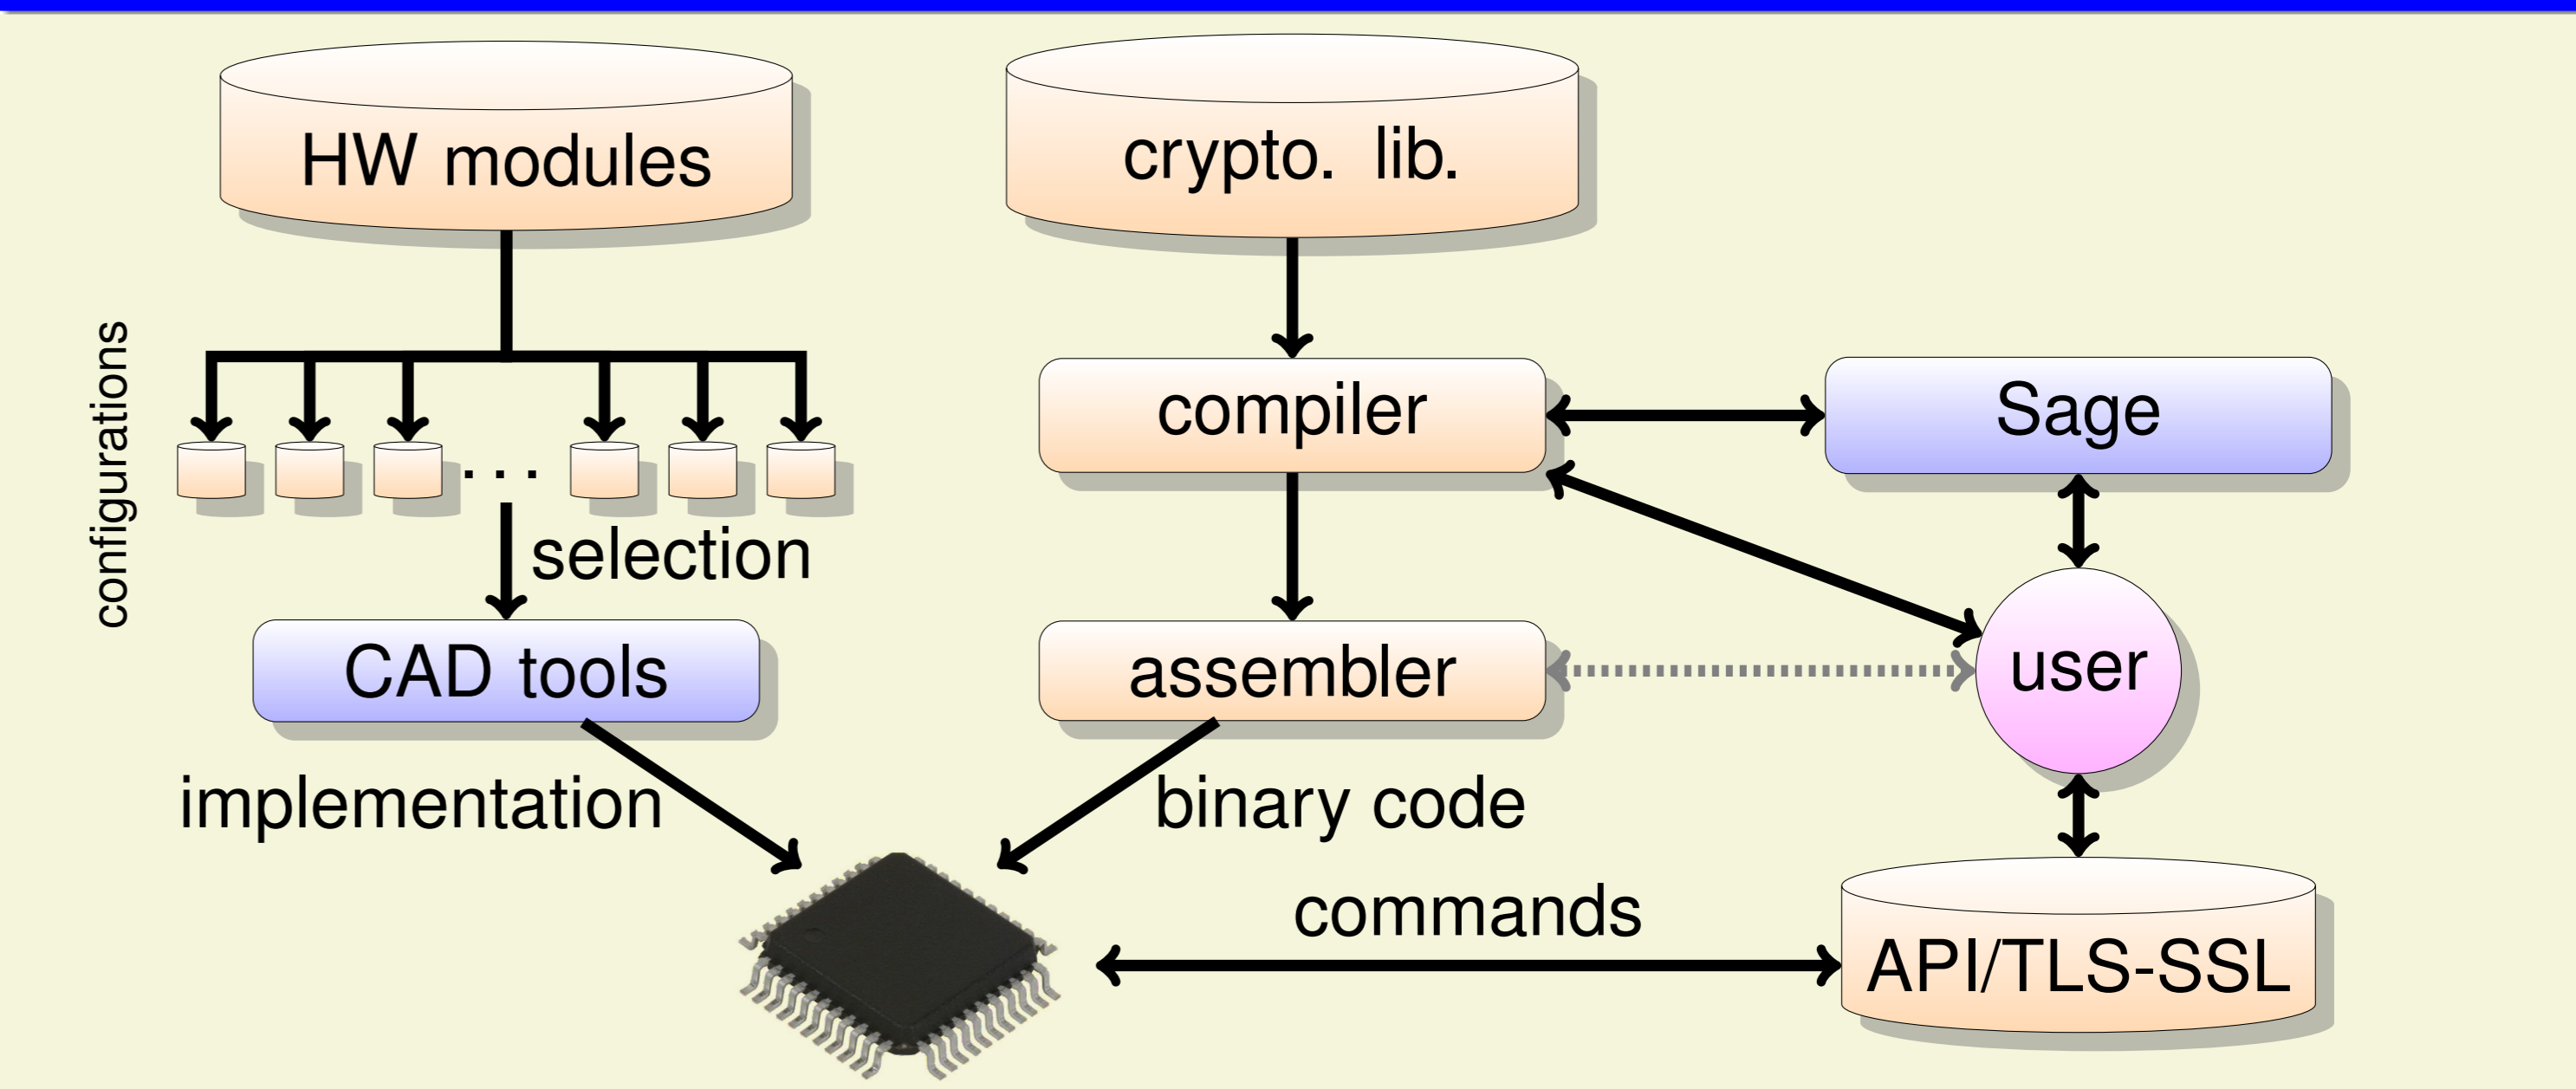 HW modules
crypto. lib.
configurations
compiler
Sage
. . .
selection
CAD tools
assembler
user
implementation
binary code
commands
API/TLS-SSL